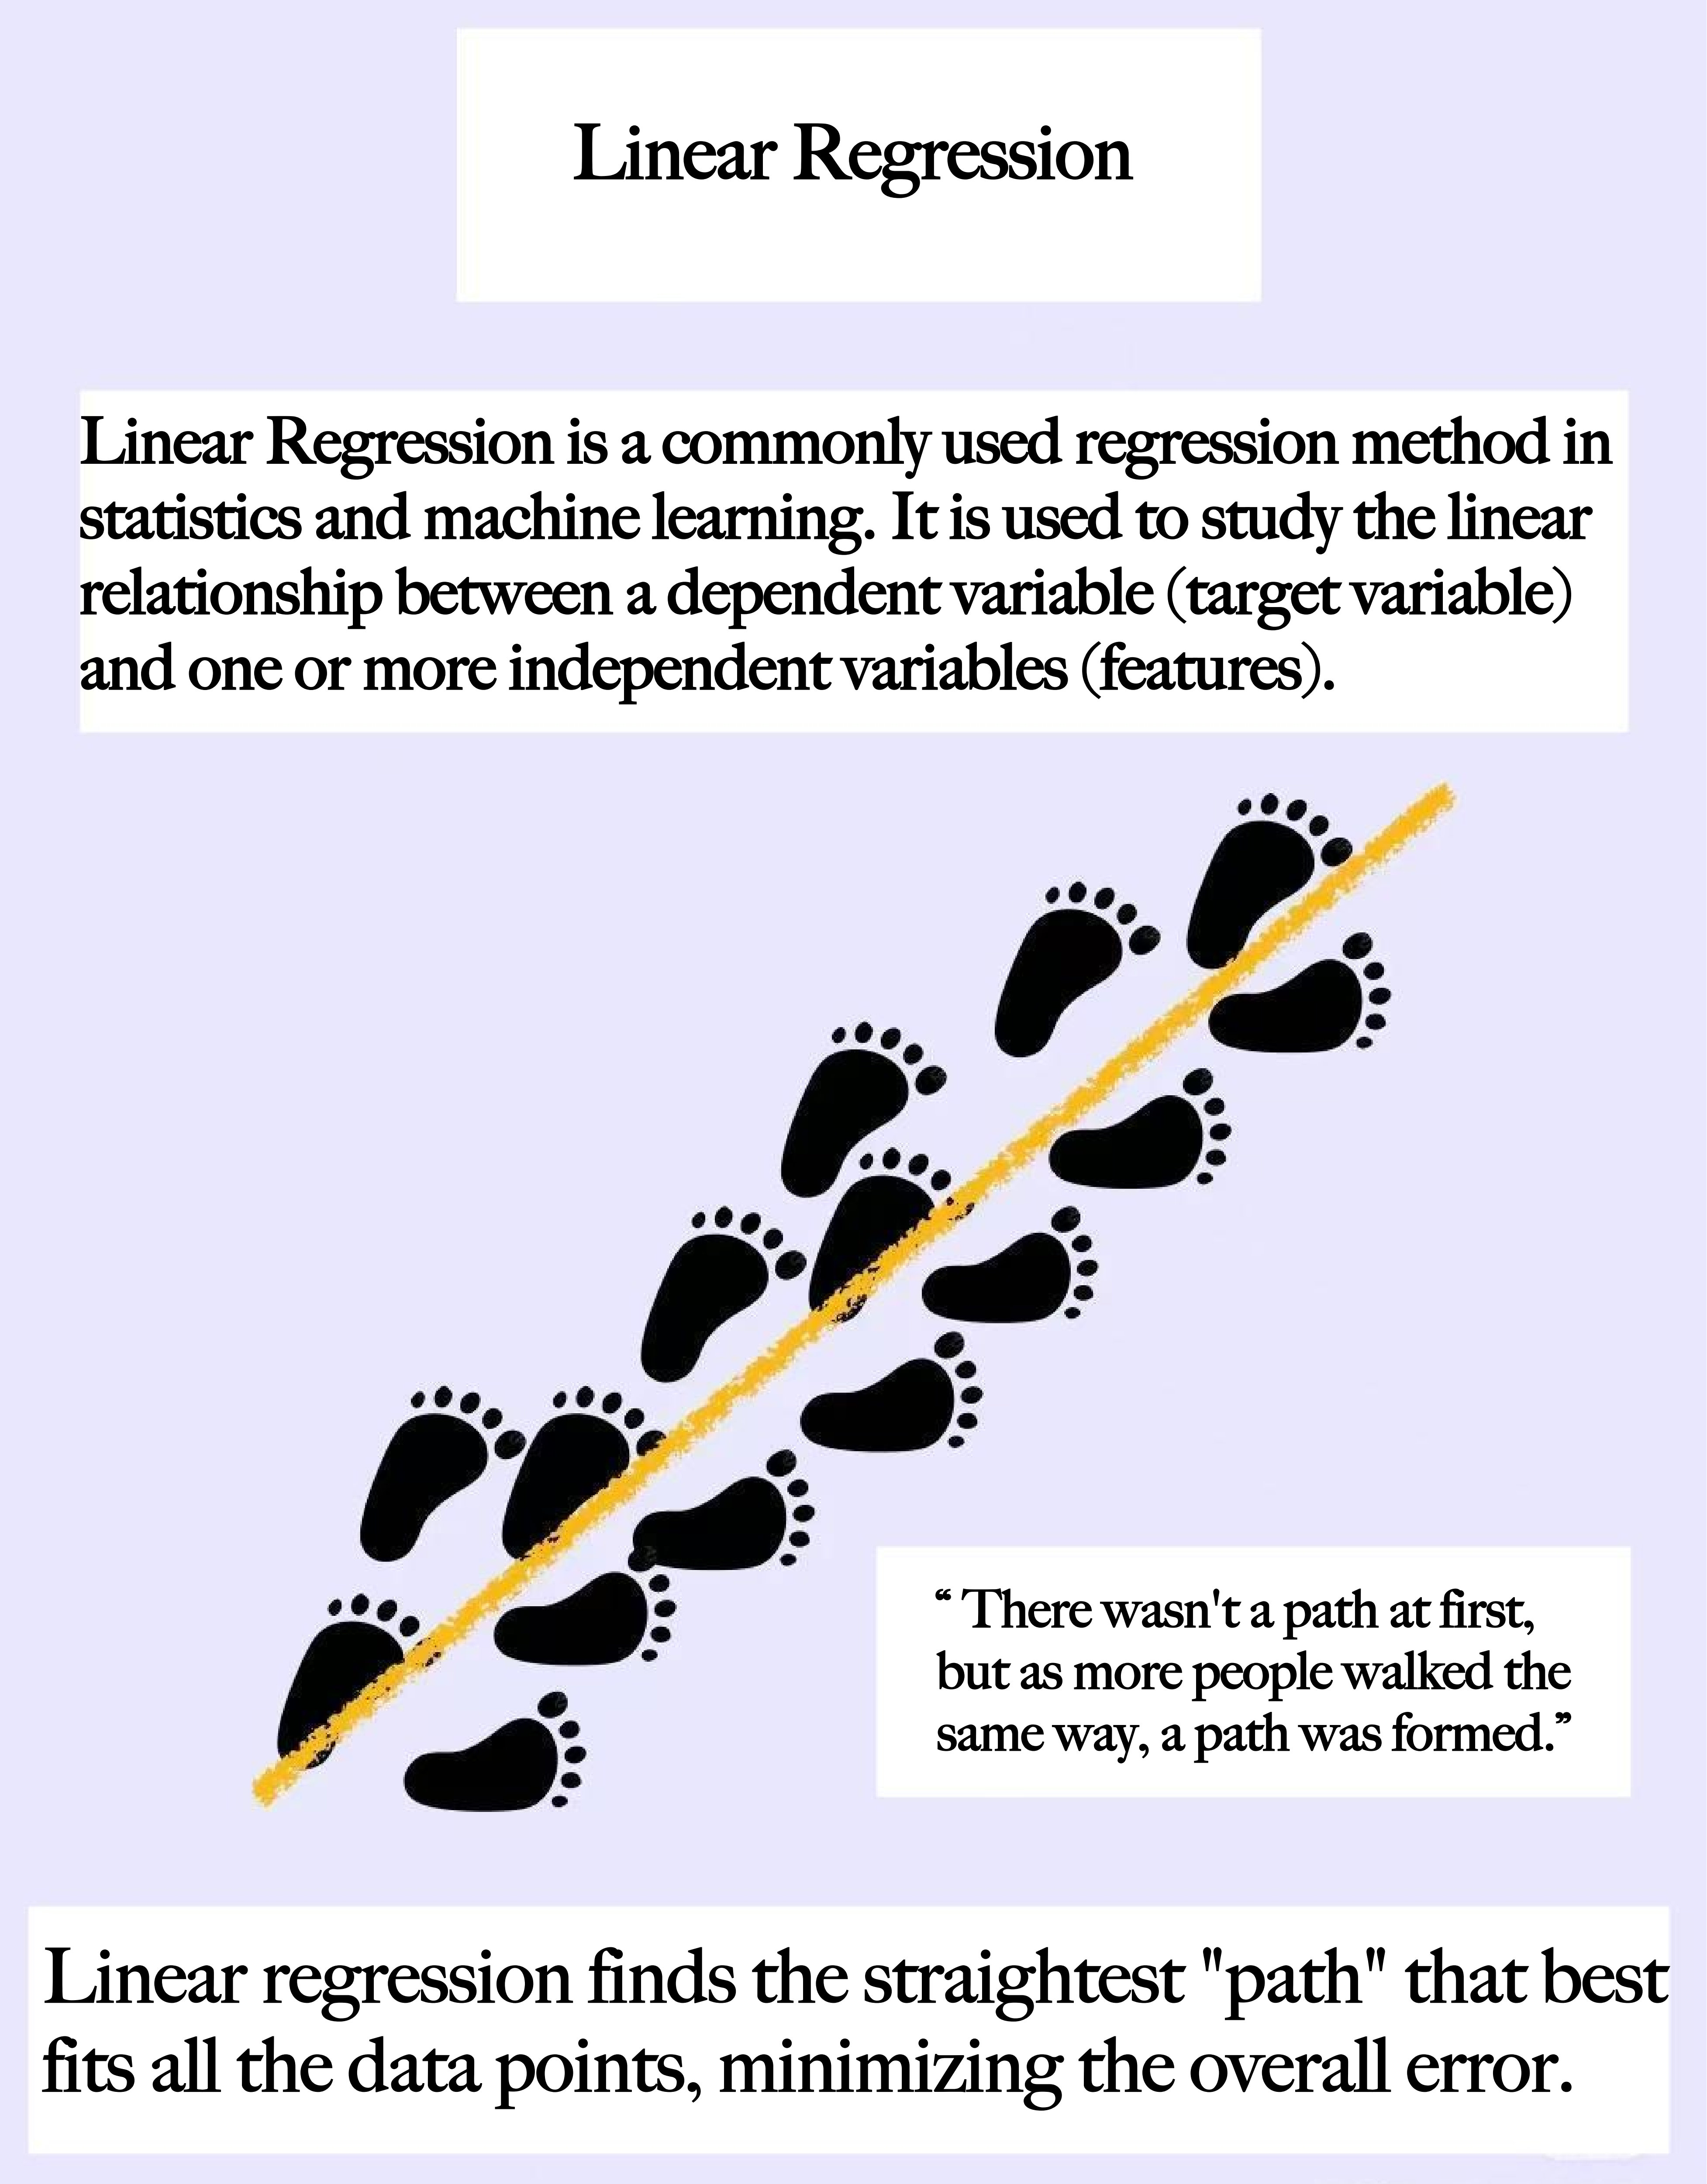 Linear Regression
Linear Regression is a commonly used regression method in
statistics and machine learning. It is used to study the linear
relationship between a dependent variable (target variable)
and one or more independent variables (features).
“ There wasn't a path at first,
but as more people walked the
same way, a path was formed.”
Linear regression finds the straightest "path" that best
fits all the data points, minimizing the overall error.